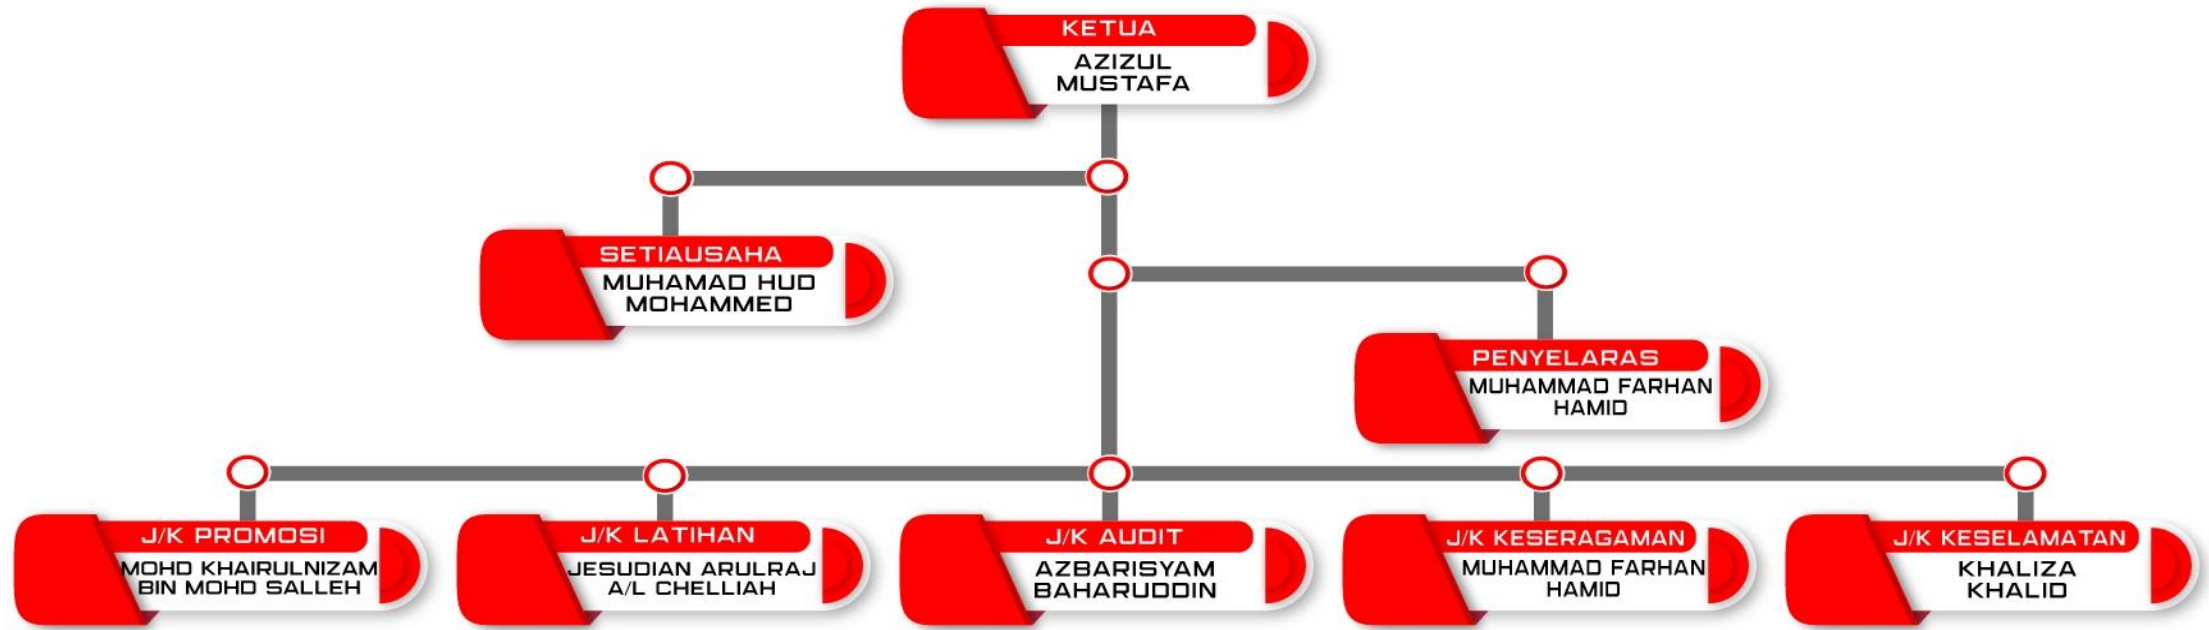 KETUA
AZIZUL
MUSTAFA
SETIAUSAHA
MUHAMAD HUD
MOHAMMED
PENYELARAS
MUHAMMAD FARHAN
HAMID
J/K PROMOSI
MOHD KHAIRULNIZAM
BIN MOHD SALLEH
J/K LATIHAN
JESUDIAN ARULRAJ
A/L CHELLIAH
J/K AUDIT
AZBARISYAM
BAHARUDDIN
J/K KESERAGAMAN
MUHAMMAD FARHAN
HAMID
J/K KESELAMATAN
KHALIZA
KHALID